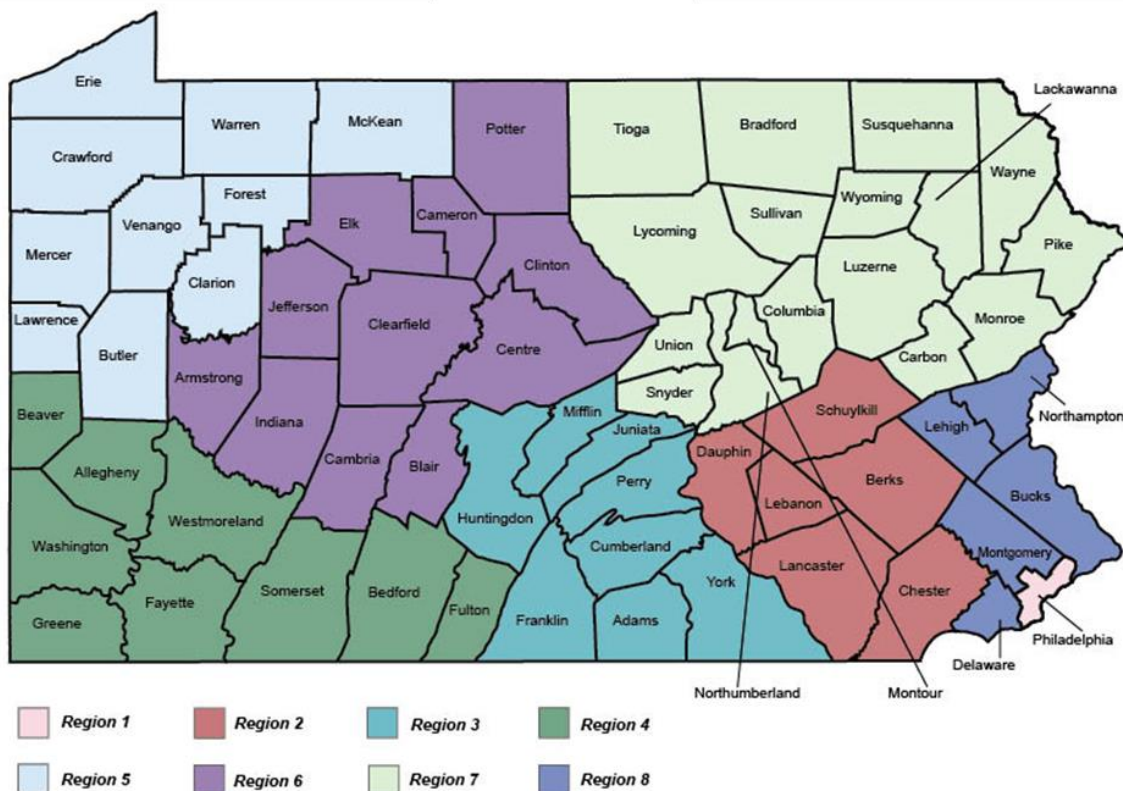 Erie
Lackawanna
Warren
McKean
Potter
Tioga
Bradford
Susquehanna
Crawford
Wayne
Forest
Wyoming
Venango
Elk
Cameron
Sullivan
Lycoming
Pike
Mercer
Clinton
Luzerne
Clarion
Jefferson
Columbia
Lawrence
Clearfield
Monroe
Union
Centre
Butler
Carbon
Armstrong
Snyder
Beaver
Mifflin
Schuylkill
Northampton
Indiana
Juniata
Lehigh
Dauphin
Cambria
Blair
Allegheny
Perry
Berks
Lebanon
Bucks
Westmoreland
Huntingdon
Washington
Cumberland
Montgomery
Lancaster
York
Somerset
Bedford
Chester
Fayette
Fulton
Greene
Franklin
Adams
Philadelphia
Delaware
Northumberland
Montour
Region 1
Region 2
Region 3
Region 4
Region 5
Region 6
Region 7
Region 8